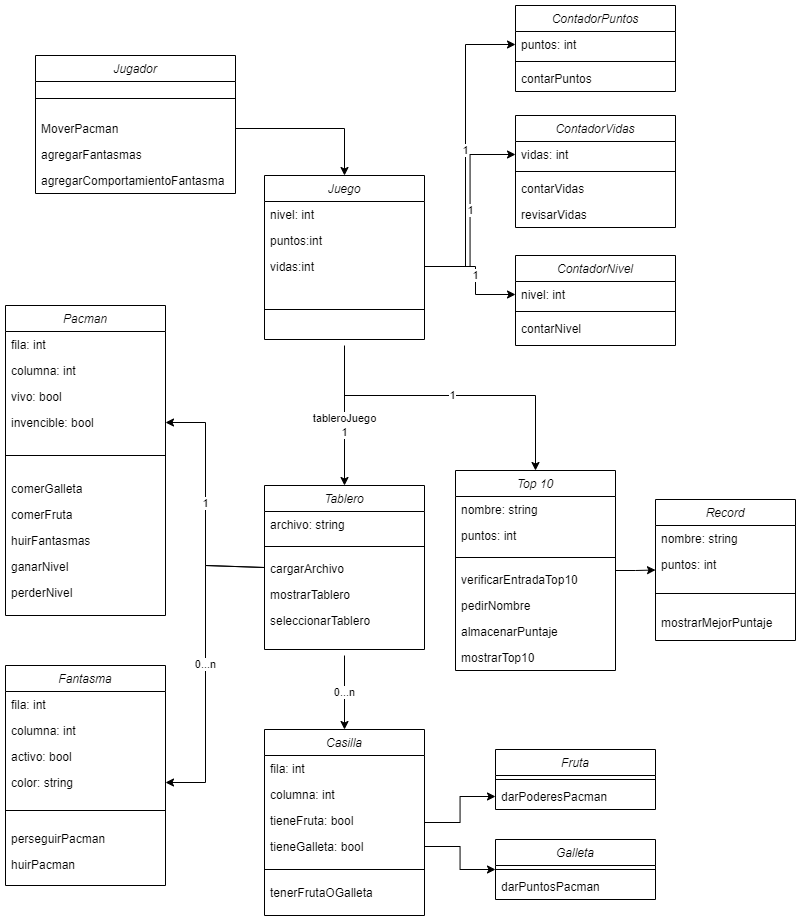 ContadorPuntos
puntos: int
contarPuntos
Jugador
MoverPacman
agregarFantasmas
agregarComportamientoFantasma
ContadorVidas
vidas: int
contarVidas
revisarVidas
1
1
1
Juego
nivel: int
puntos:int
vidas:int
ContadorNivel
nivel: int
contarNivel
Pacman
fila: int
columna: int
vivo: bool
invencible: bool
comerGalleta
comerFruta
huirFantasmas
ganarNivel
perderNivel
1
tableroJuego
1
1
Tablero
archivo: string
cargarArchivo
mostrarTablero
seleccionarTablero
Top 10
nombre: string
puntos: int
verificarEntradaTop10
pedirNombre
almacenarPuntaje
mostrarTop10
Record
nombre: string
puntos: int
mostrarMejorPuntaje
0...n
0...n
Fantasma
fila: int
columna: int
activo: bool
color: string
perseguirPacman
huirPacman
Casilla
fila: int
columna: int
tieneFruta: bool
tieneGalleta: bool
tenerFrutaOGalleta
Fruta
darPoderesPacman
Galleta
darPuntosPacman